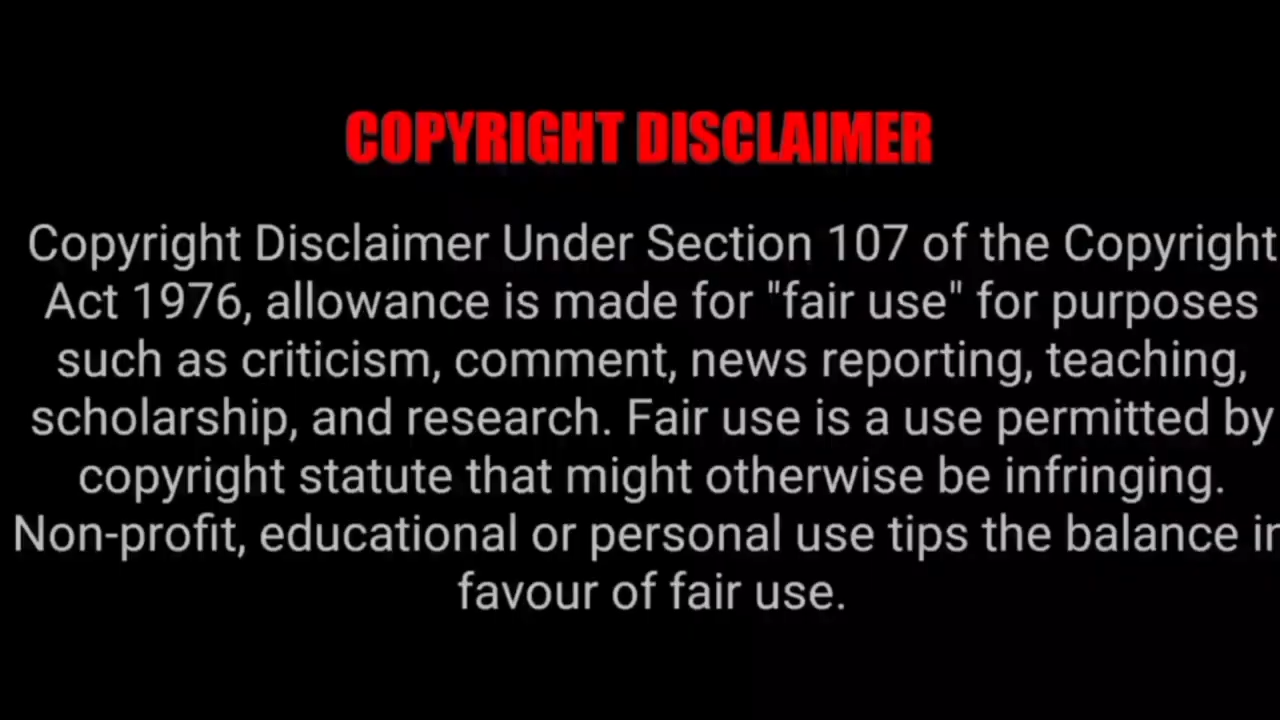 COPYRIGHT DISCLAIMER
Copyright Disclaimer Under Section 107 of the Copyright
Act 1976, allowance is made for "fair use" for purposes
such as criticism, comment, news reporting, teaching,
scholarship, and research. Fair use is a use permitted by
copyright statute that might otherwise be infringing.
Non-profit, educational or personal use tips the balance in
favour of fair use.